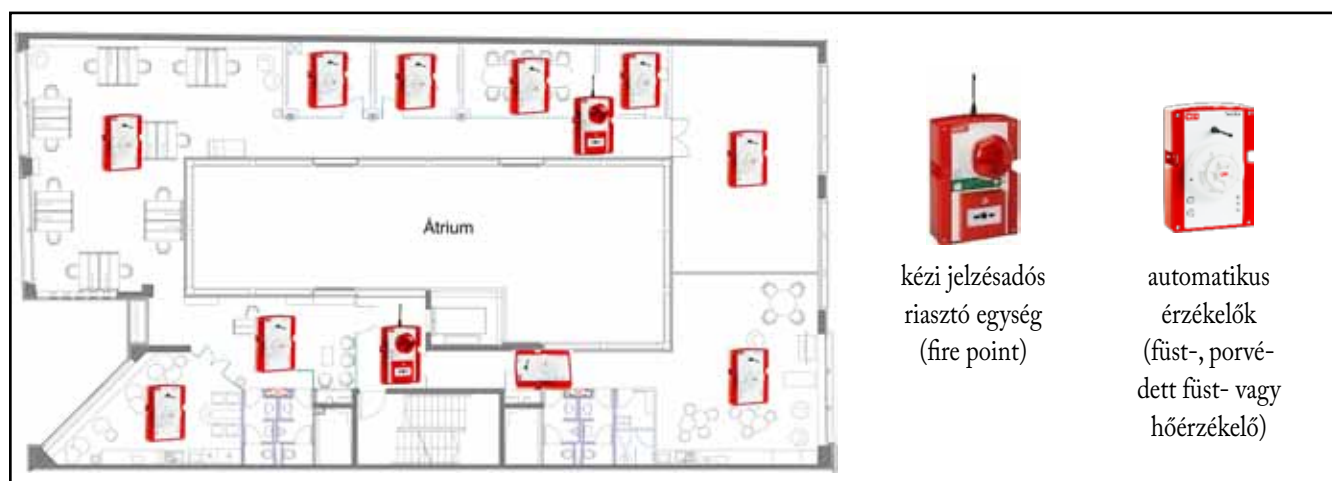 Átrium
kézi jelzésadós
riasztó egység
(fire point)
automatikus
érzékelők
(füst-, porvé-
dett füst- vagy
hőérzékelő)